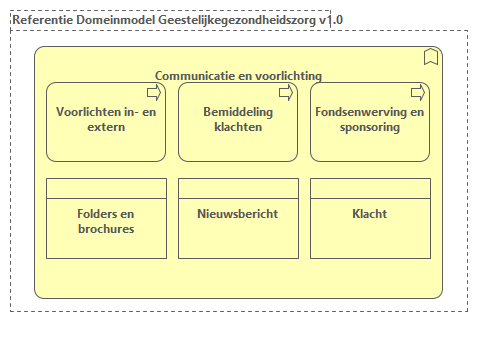 Referentie Domeinmodel Geestelijkegezondheidszorg v1.0
Communicatie en voorlichting
Voorlichten in- en
extern
Bemiddeling
klachten
Fondsenwerving en
sponsoring
Folders en
brochures
Nieuwsbericht
Klacht